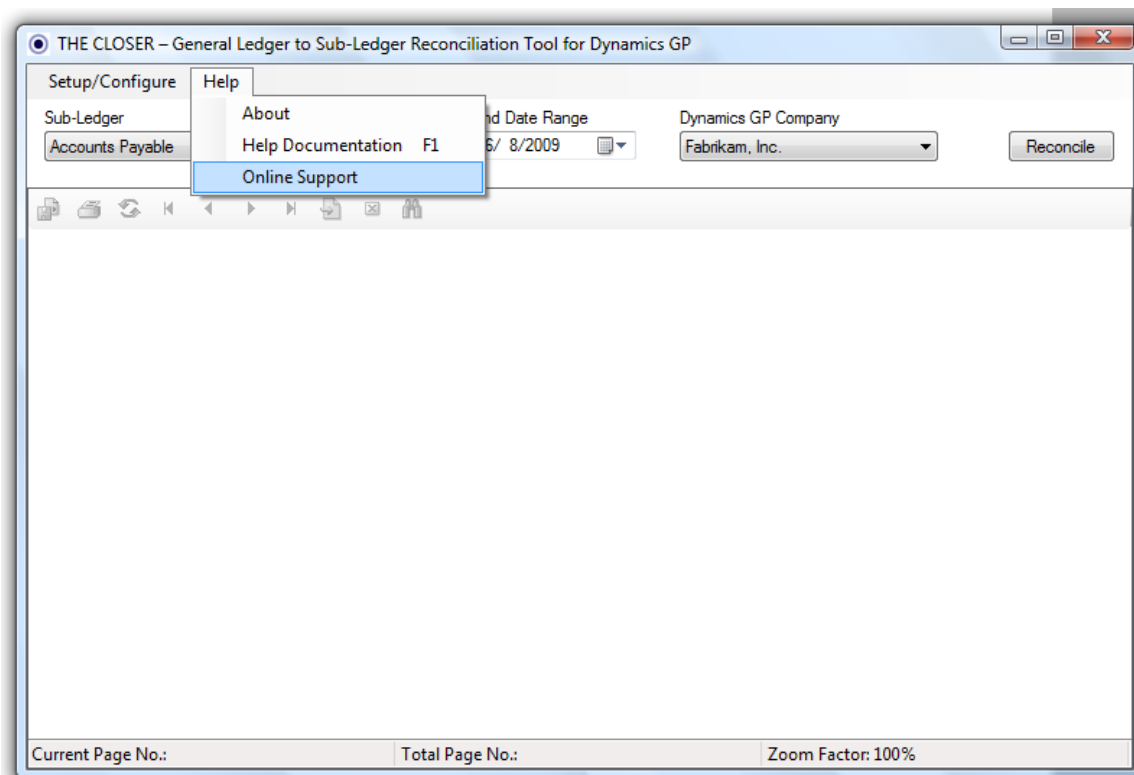 THE CLOSER – General Ledger to Sub-Ledger Reconciliation Tool for Dynamics GP
Setup/Configure Help
About
Help Documentation F1
Online Support
Sub-Ledger Date Range Dynamics GP Company
Accounts Payable 8/2009 Fabrikam, Inc. Reconcile
Current Page No.: Total Page No.: Zoom Factor: 100%